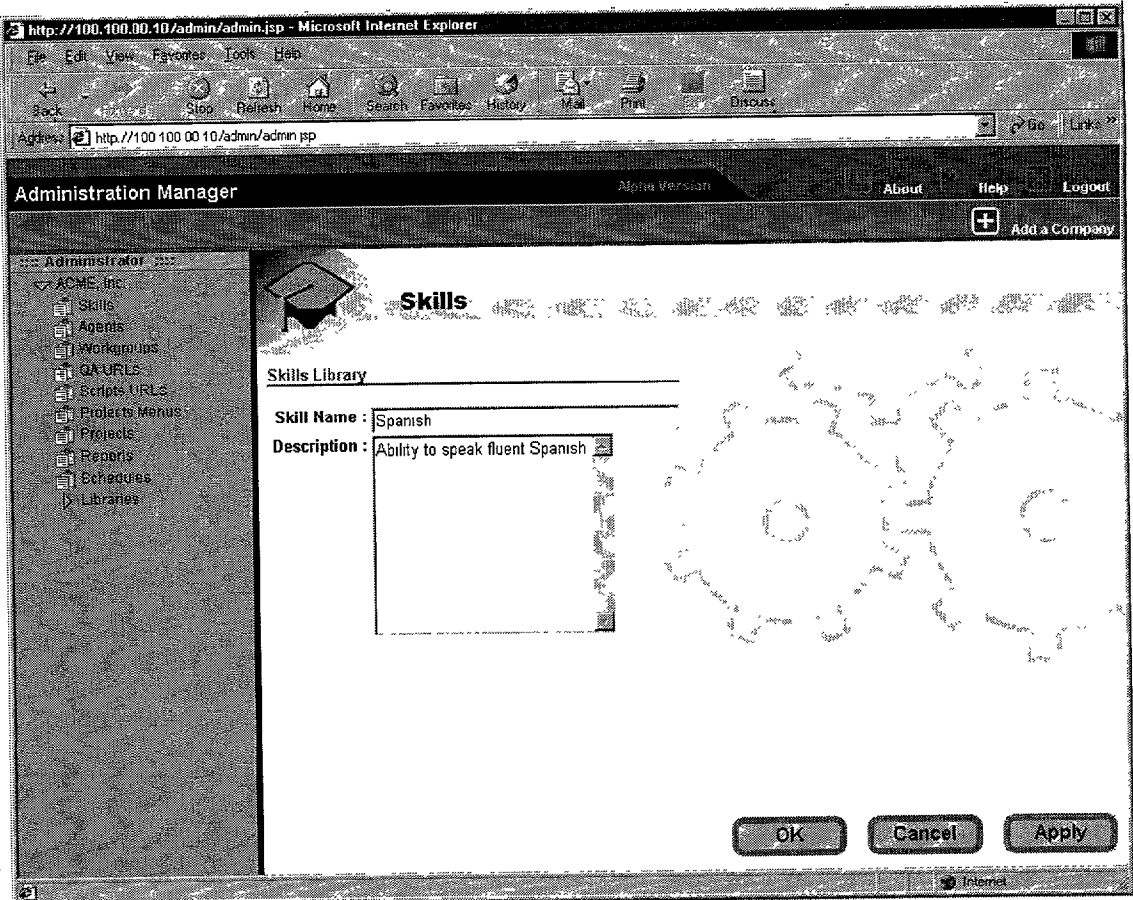 http://100.100.00.10/admin/admin.jsp - Microsoft Internet Explorer
File Edit View Favorites Tools Help
Back Forward Stop Refresh Home Search Favorites History Mail Print Discuss
Address http://100 100 00 10/admin/admin jsp Go Links »
Administration Manager Alpha Version About Help Logout
Add a Company
:::: Administrator ::::
ACME, Inc.
Skills
Agents
Workgroups
QA URLs
Scripts URLS
Projects Menus
Projects
Reports
Schedules
Libraries
Skills
Skills Library
Skill Name : Spanish
Description : Ability to speak fluent Spanish
OK Cancel Apply
Internet